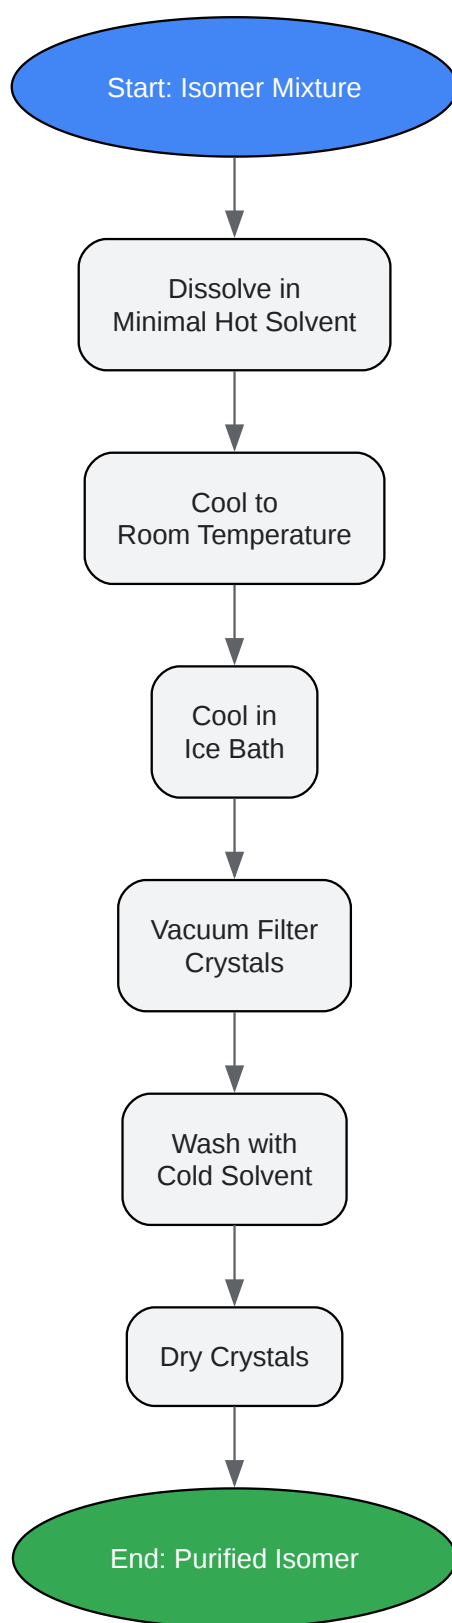 Start: Isomer Mixture
Dissolve in
Minimal Hot Solvent
Cool to
Room Temperature
Cool in
Ice Bath
Vacuum Filter
Crystals
Wash with
Cold Solvent
Dry Crystals
End: Purified Isomer